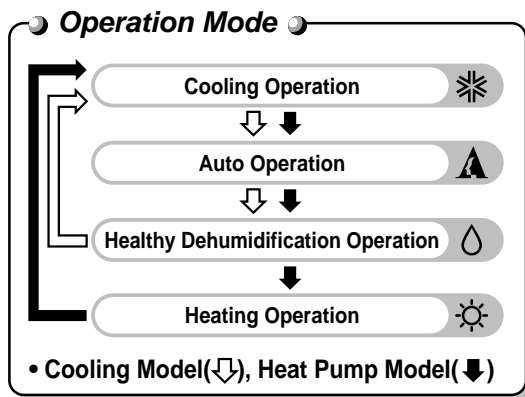 Operation Mode
Cooling Operation
Auto Operation
Healthy Dehumidification Operation
Heating Operation
• Cooling Model(⇩), Heat Pump Model(⬇)